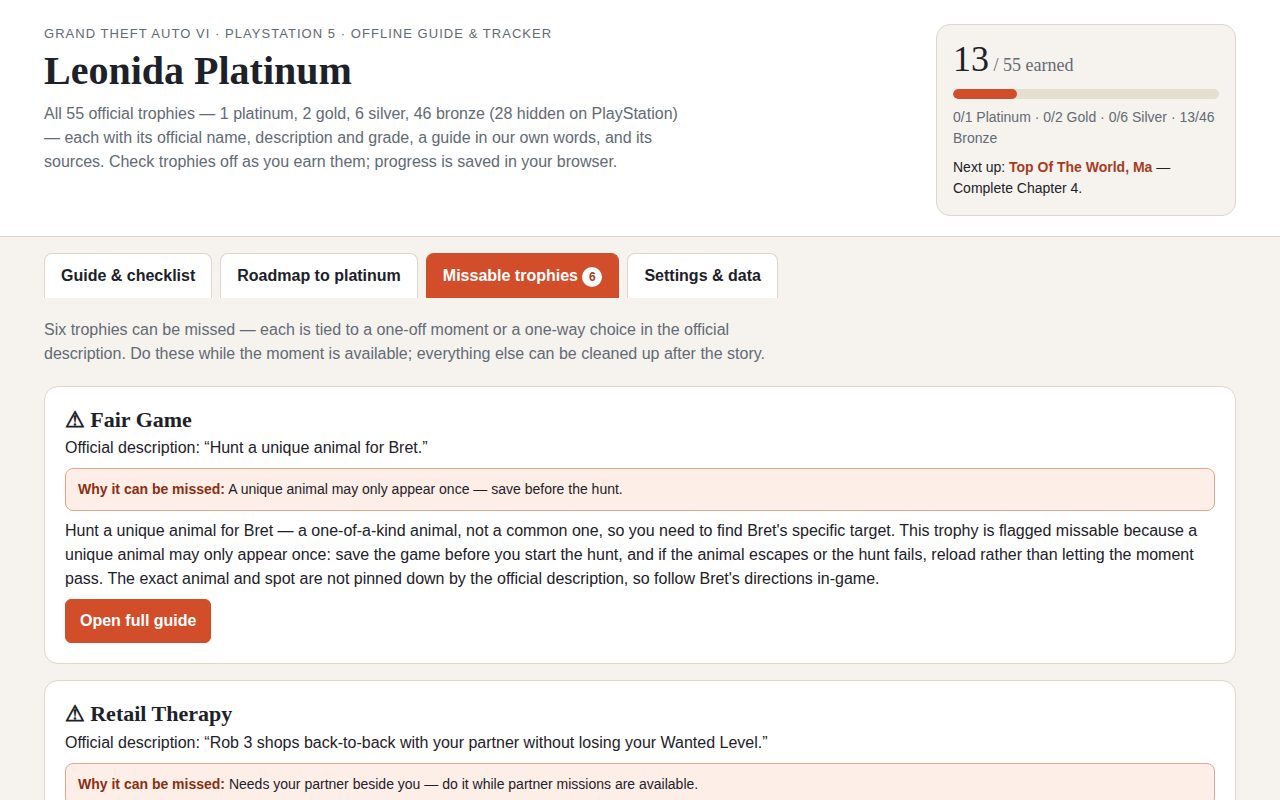 GRAND THEFT AUTO VI · PLAYSTATION 5 · OFFLINE GUIDE & TRACKER
Leonida Platinum
All 55 official trophies — 1 platinum, 2 gold, 6 silver, 46 bronze (28 hidden on PlayStation)
— each with its official name, description and grade, a guide in our own words, and its
sources. Check trophies off as you earn them; progress is saved in your browser.
13 / 55 earned
0/1 Platinum · 0/2 Gold · 0/6 Silver · 13/46
Bronze
Next up: Top Of The World, Ma —
Complete Chapter 4.
Guide & checklist
Roadmap to platinum
Missable trophies 6
Settings & data
Six trophies can be missed — each is tied to a one-off moment or a one-way choice in the official
description. Do these while the moment is available; everything else can be cleaned up after the story.
⚠ Fair Game
Official description: “Hunt a unique animal for Bret.”
Why it can be missed: A unique animal may only appear once — save before the hunt.
Hunt a unique animal for Bret — a one-of-a-kind animal, not a common one, so you need to find Bret's specific target. This trophy is flagged missable because a
unique animal may only appear once: save the game before you start the hunt, and if the animal escapes or the hunt fails, reload rather than letting the moment
pass. The exact animal and spot are not pinned down by the official description, so follow Bret's directions in-game.
Open full guide
⚠ Retail Therapy
Official description: “Rob 3 shops back-to-back with your partner without losing your Wanted Level.”
Why it can be missed: Needs your partner beside you — do it while partner missions are available.